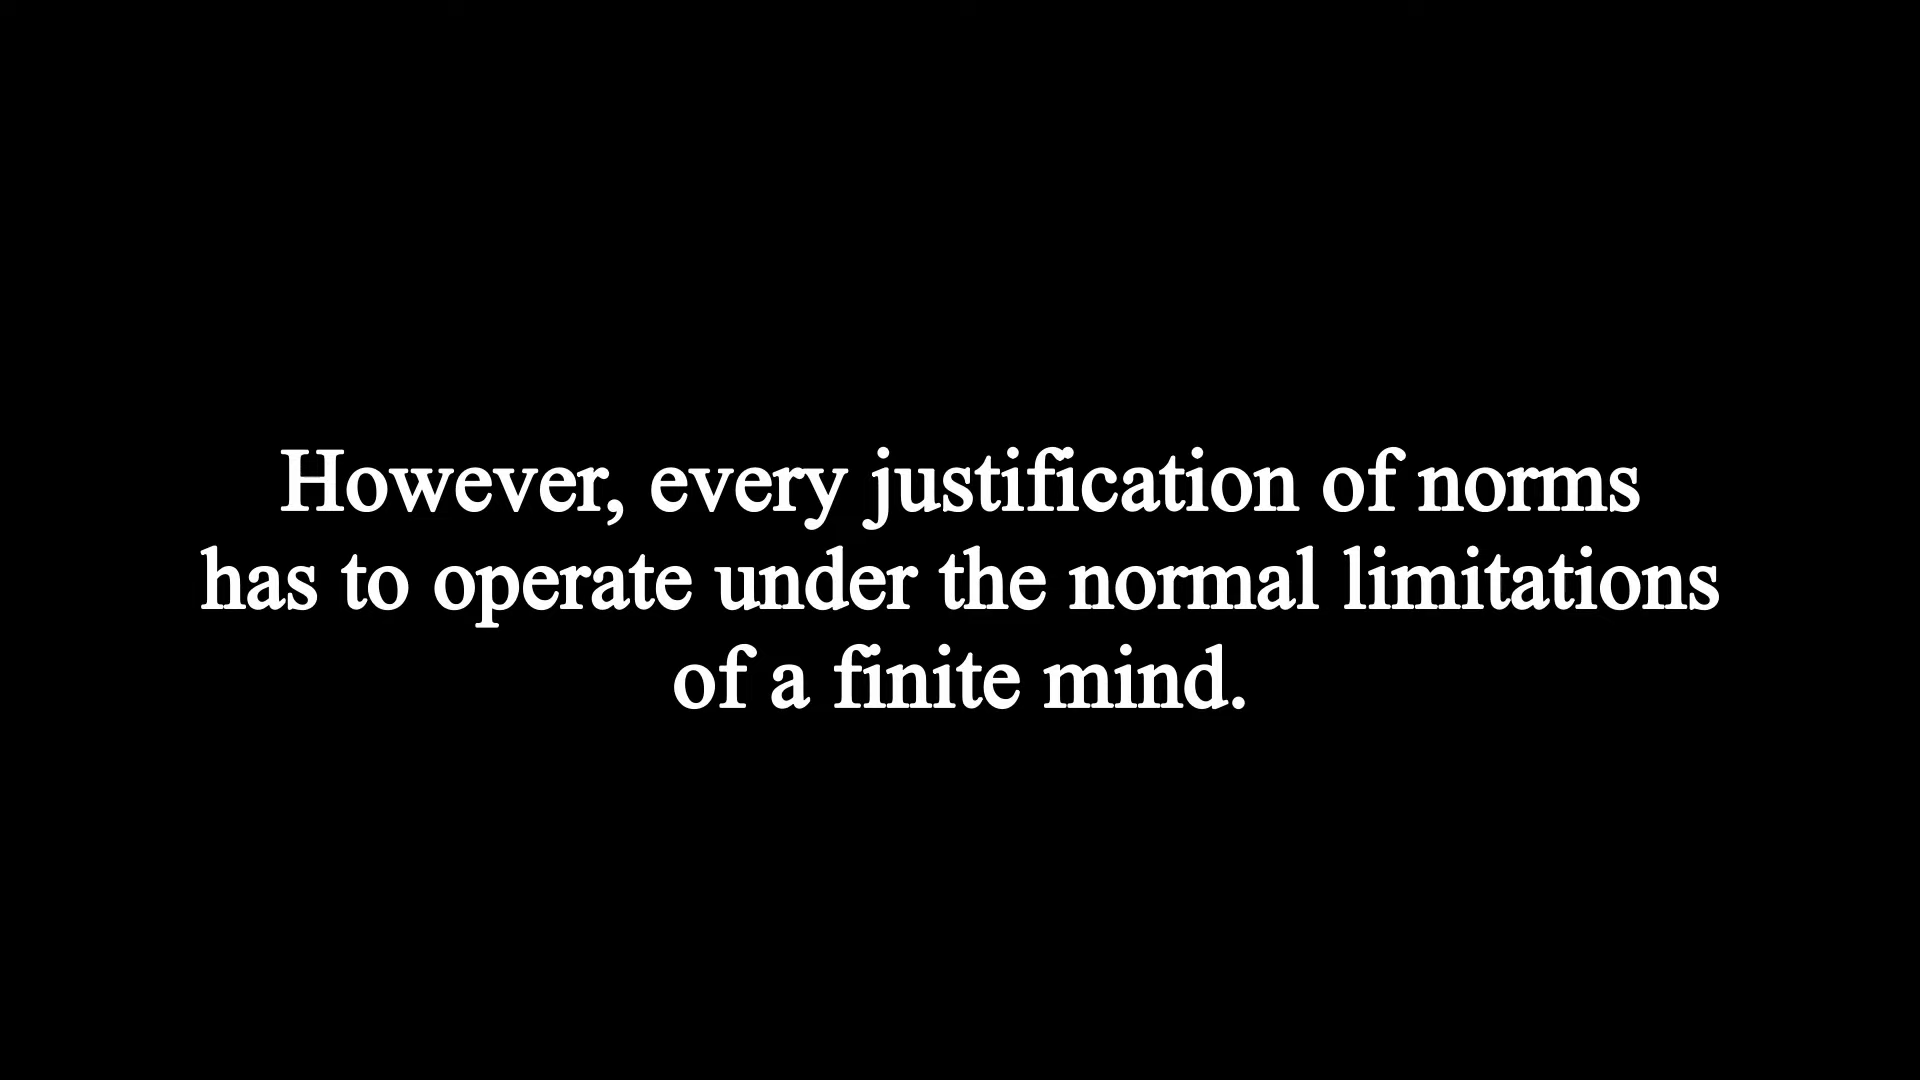 However, every justification of norms
has to operate under the normal limitations
of a finite mind.